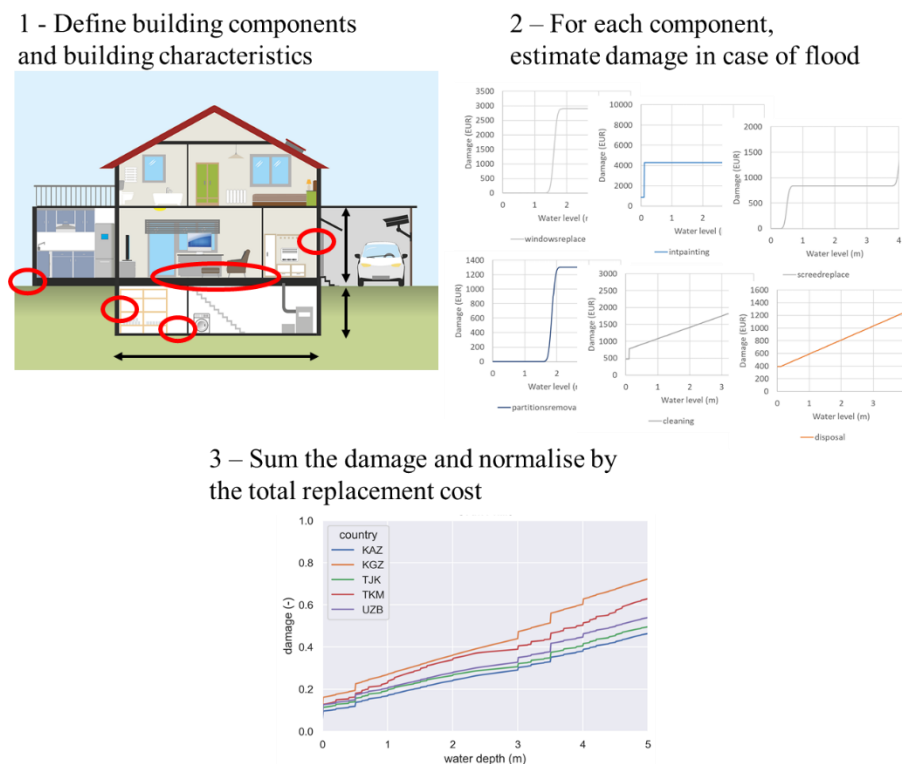 1 - Define building components
and building characteristics
2 – For each component,
estimate damage in case of flood
3500
3000
2500
2000
1500
1000
500
0
Damage (EUR)
0 1 2
Water level (r
windowsreplace
10000
8000
6000
4000
2000
0
Damage (EUR)
0 1 2
Water level (
intpainting
2000
1500
1000
500
0
Damage (EUR)
0 1 2 3 4
Water level (m)
screedreplace
1400
1200
1000
800
600
400
200
0
Damage (EUR)
0 1 2
Water level (r
partitionsremova
3000
2500
2000
1500
1000
500
0
Damage (EUR)
0 1 2 3
Water level (m)
cleaning
1600
1400
1200
1000
800
600
400
200
0
Damage (EUR)
0 1 2 3
Water level (m)
disposal
3 – Sum the damage and normalise by
the total replacement cost
1.0
0.8
0.6
0.4
0.2
0.0
damage (-)
country
KAZ
KGZ
TJK
TKM
UZB
0 1 2 3 4 5
water depth (m)